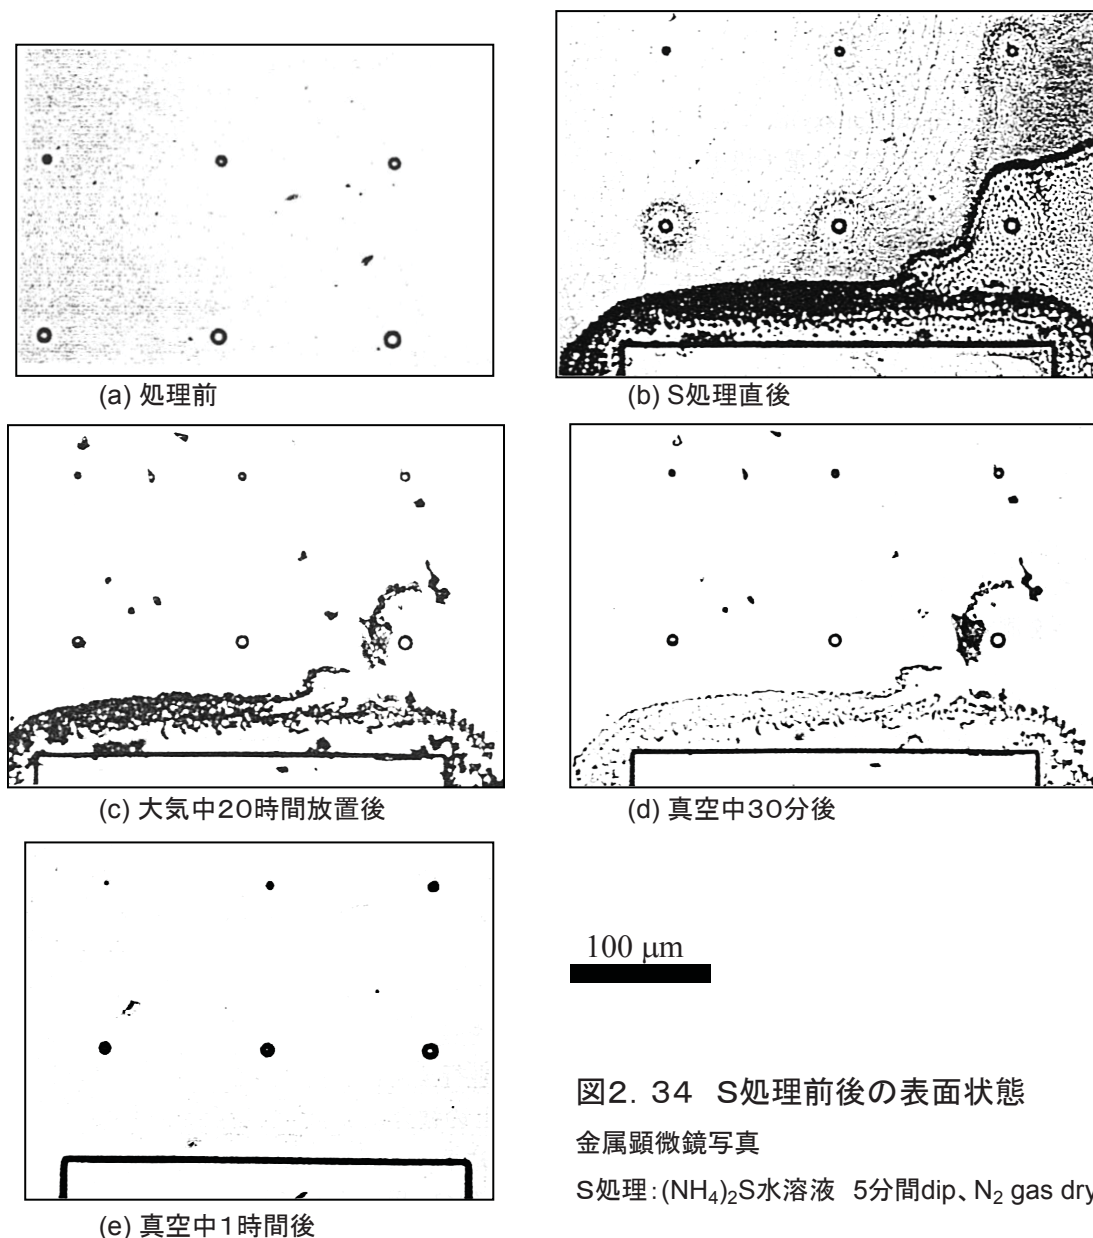 (a) 処理前
(b) S処理直後
(c) 大気中20時間放置後
(d) 真空中30分後
(e) 真空中1時間後
100 μm
図2. 34 S処理前後の表面状態
金属顕微鏡写真
S処理:(NH₄)₂S水溶液 5分間dip、N₂ gas dry